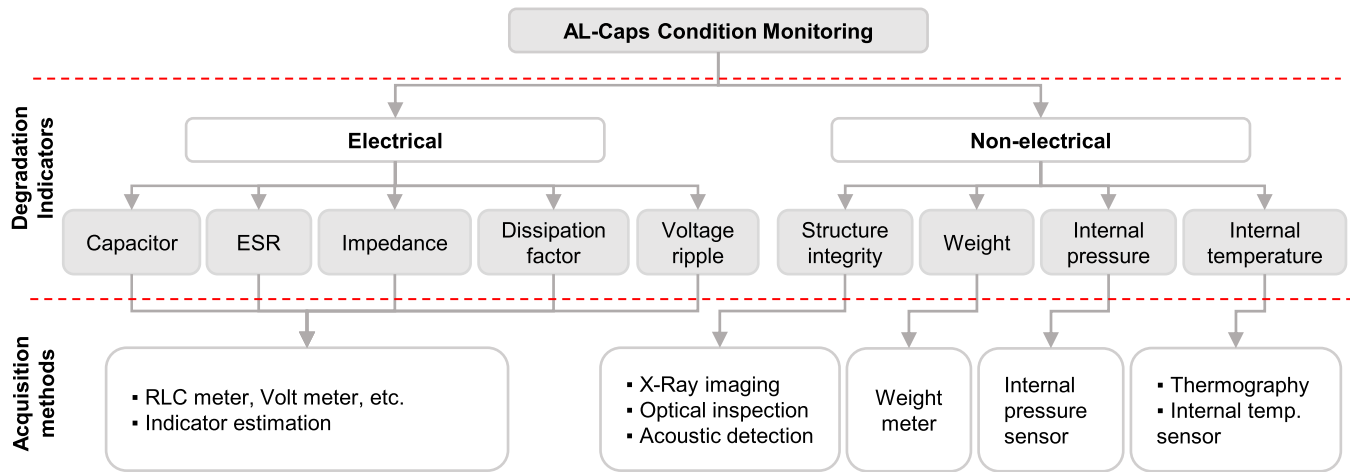 AL-Caps Condition Monitoring
Degradation
Indicators
Electrical
Non-electrical
Capacitor
ESR
Impedance
Dissipation
factor
Voltage
ripple
Structure
integrity
Weight
Internal
pressure
Internal
temperature
Acquisition
methods
▪ RLC meter, Volt meter, etc.
▪ Indicator estimation
▪ X-Ray imaging
▪ Optical inspection
▪ Acoustic detection
Weight
meter
Internal
pressure
sensor
▪ Thermography
▪ Internal temp.
sensor